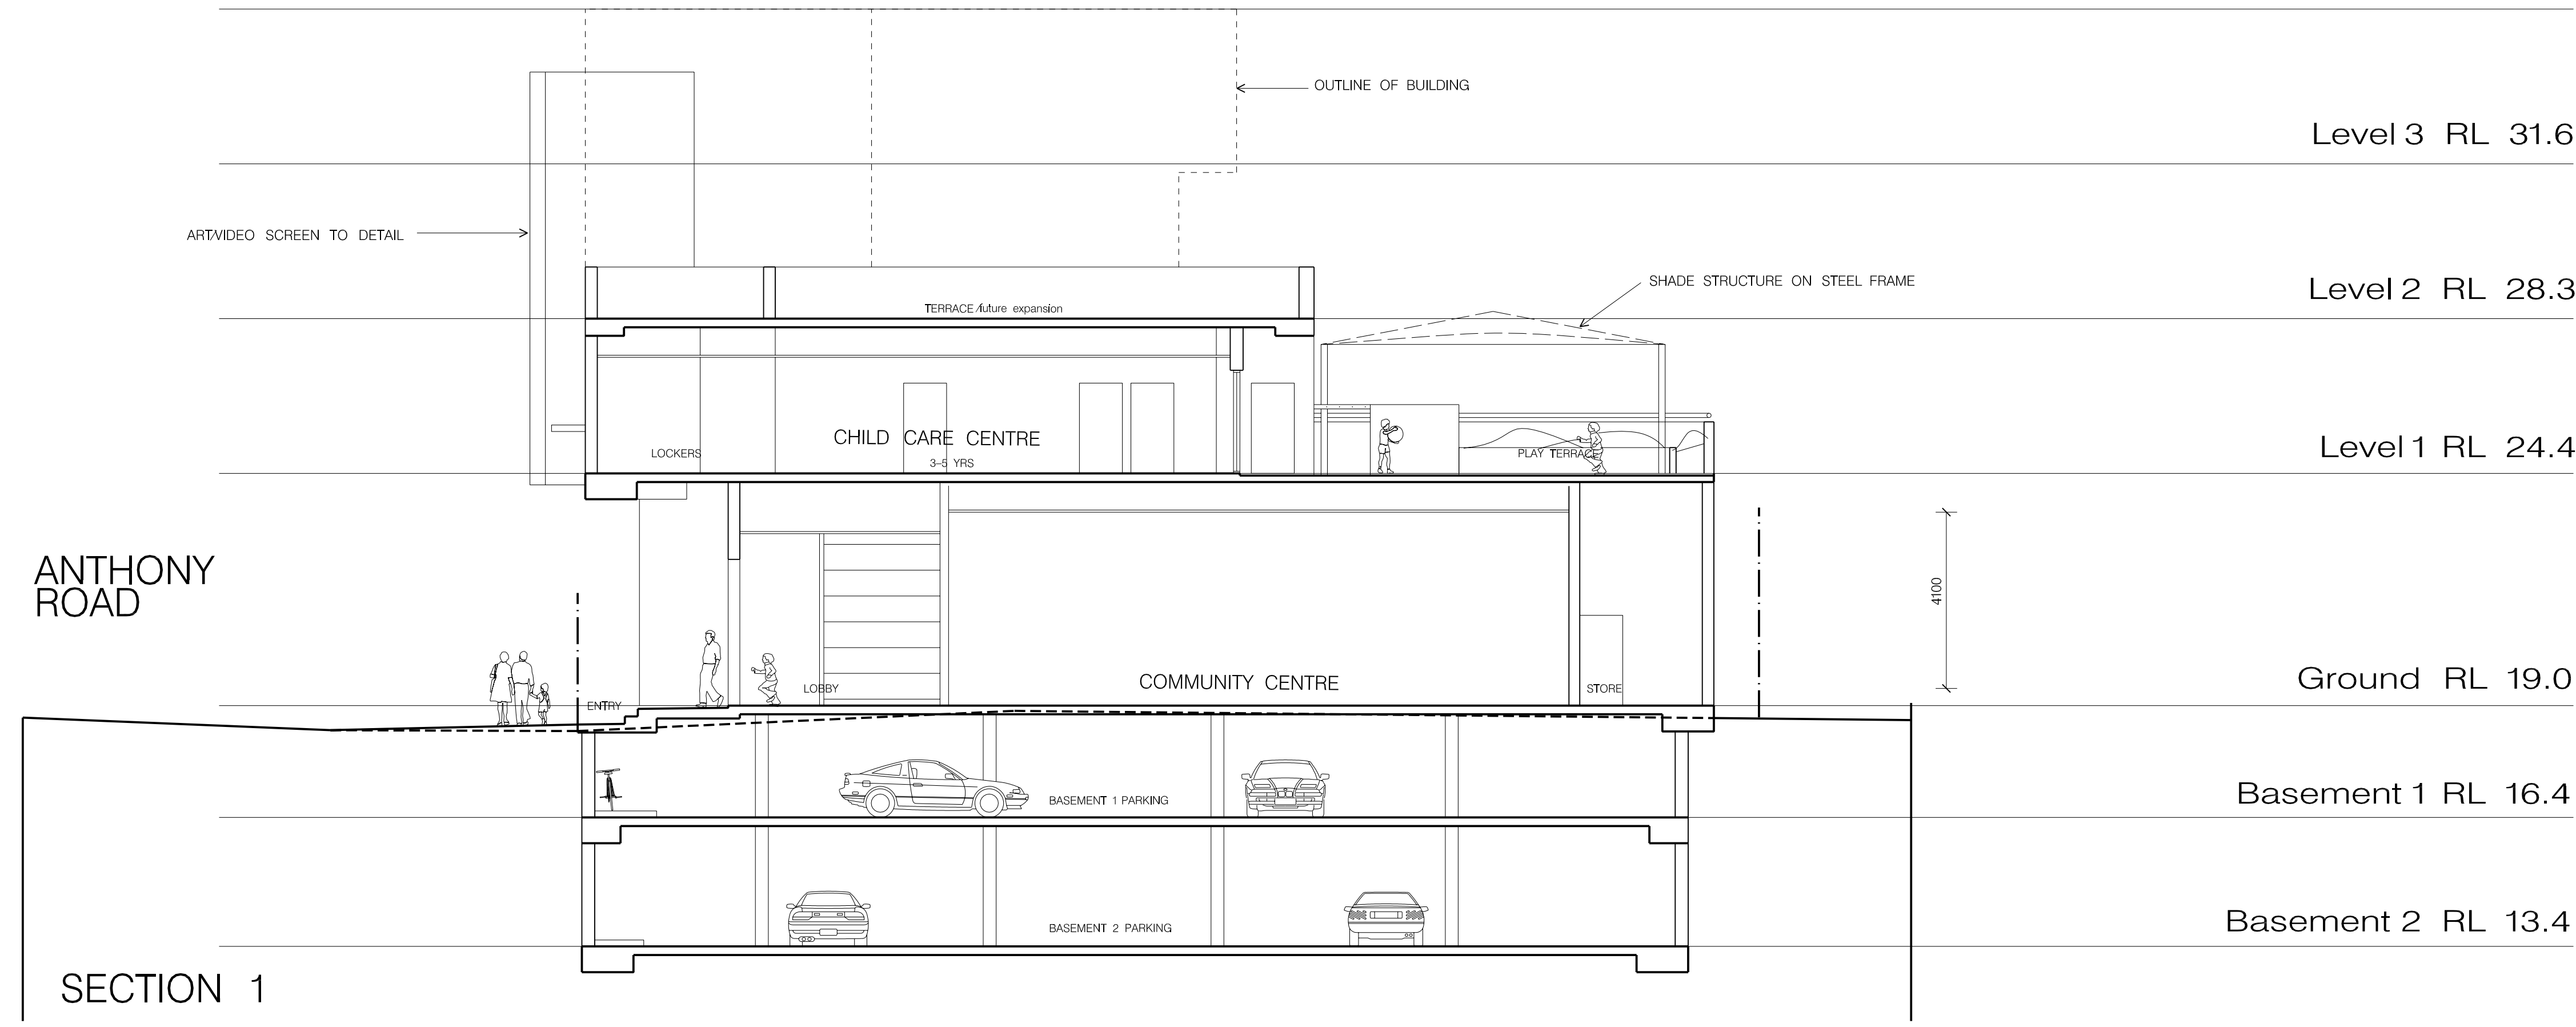 OUTLINE OF BUILDING
Level 3 RL 31.6
ART/VIDEO SCREEN TO DETAIL
SHADE STRUCTURE ON STEEL FRAME
Level 2 RL 28.3
TERRACE/future expansion
CHILD CARE CENTRE
LOCKERS
3-5 YRS
PLAY TERRACE
Level 1 RL 24.4
ANTHONY
ROAD
4100
ENTRY
LOBBY
COMMUNITY CENTRE
STORE
Ground RL 19.0
BASEMENT 1 PARKING
Basement 1 RL 16.4
BASEMENT 2 PARKING
Basement 2 RL 13.4
SECTION 1